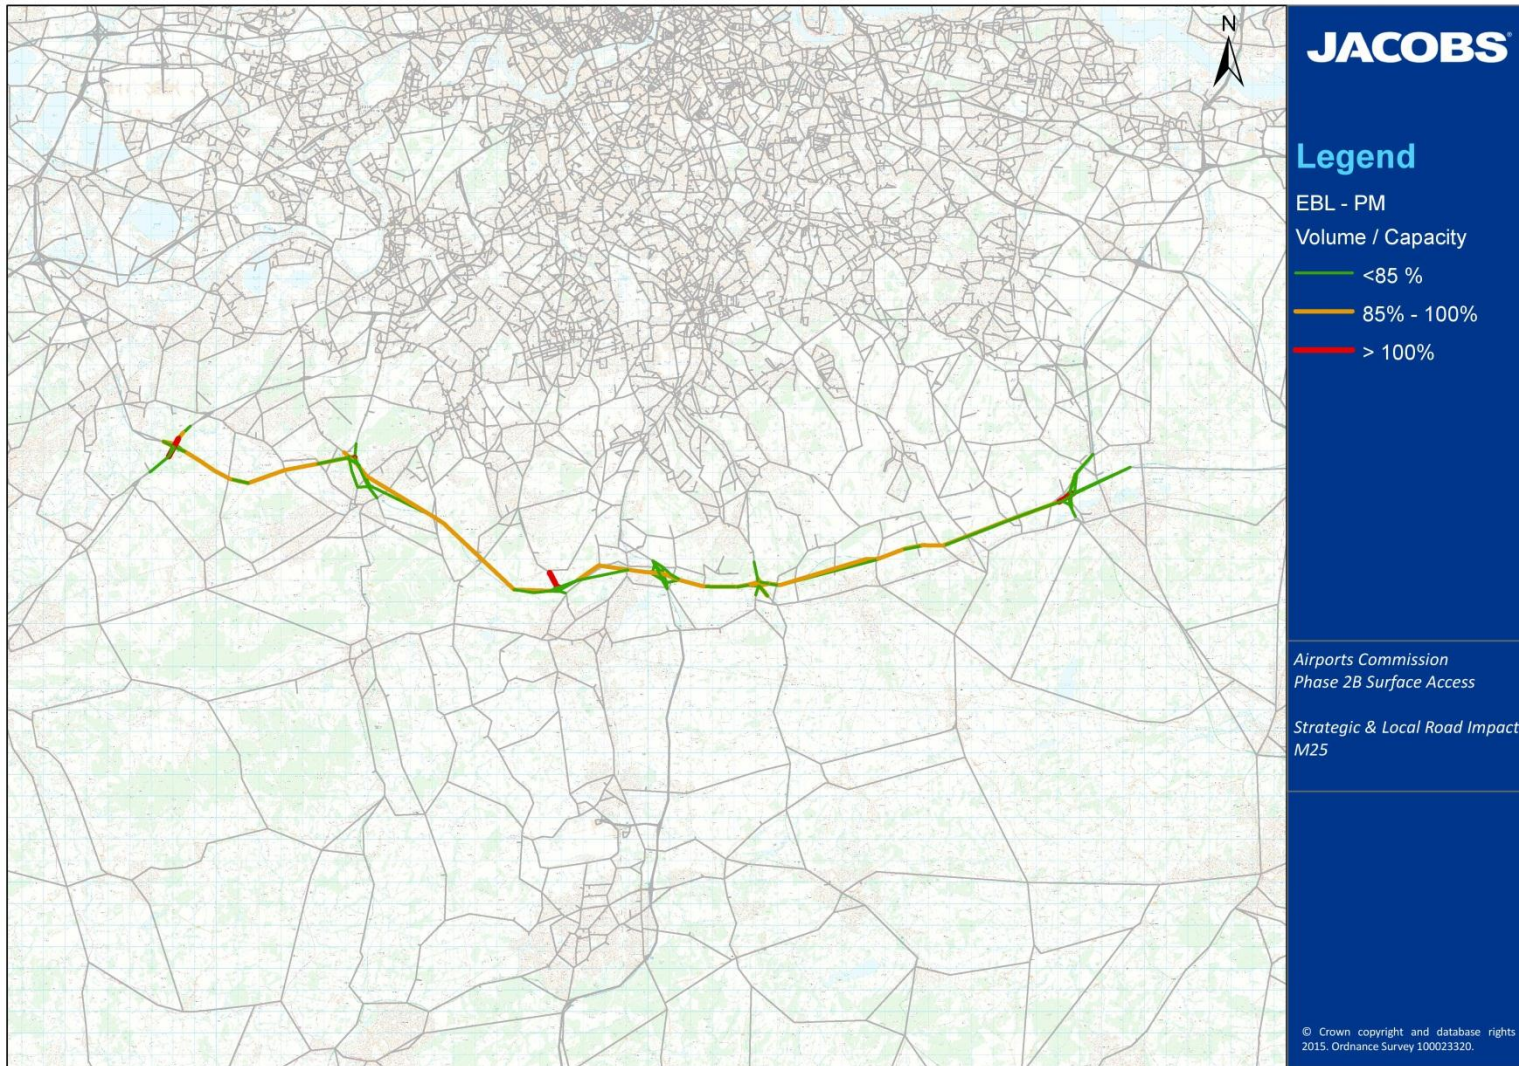 N
JACOBS
Legend
EBL - PM
Volume / Capacity
<85 %
85% - 100%
> 100%
Airports Commission
Phase 2B Surface Access
Strategic & Local Road Impact
M25
© Crown copyright and database rights
2015. Ordnance Survey 100023320.